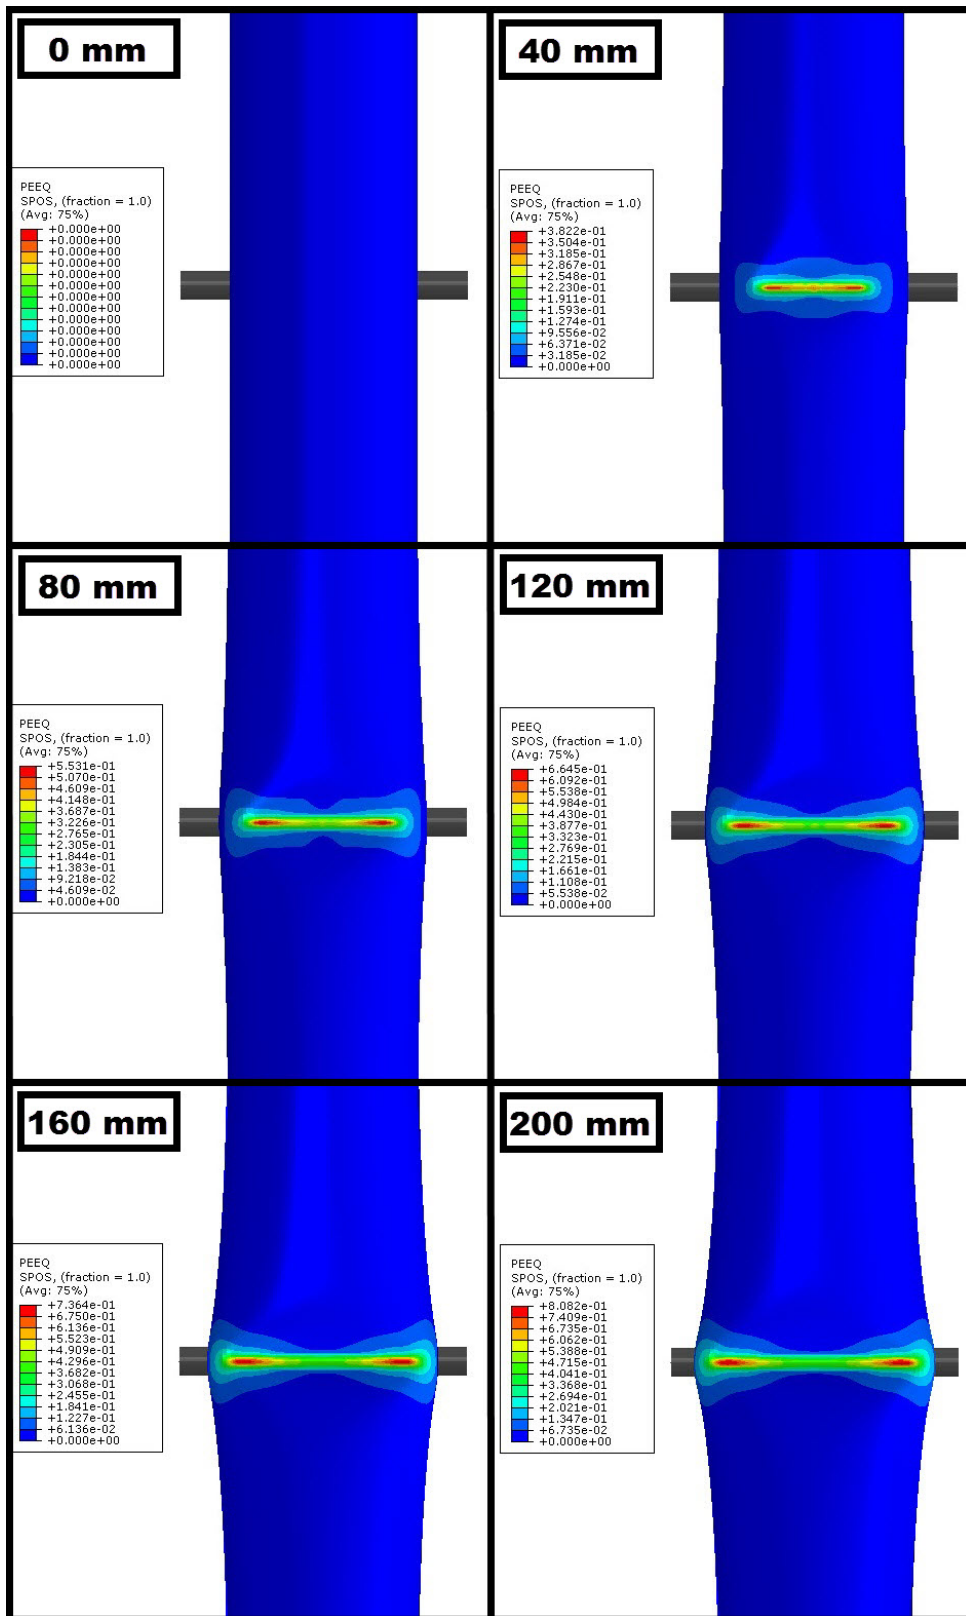 0 mm
PEEQ
SPOS, (fraction = 1.0)
(Avg: 75%)
+0.000e+00
+0.000e+00
+0.000e+00
+0.000e+00
+0.000e+00
+0.000e+00
+0.000e+00
+0.000e+00
+0.000e+00
+0.000e+00
+0.000e+00
+0.000e+00
+0.000e+00
40 mm
PEEQ
SPOS, (fraction = 1.0)
(Avg: 75%)
+3.822e-01
+3.504e-01
+3.185e-01
+2.867e-01
+2.548e-01
+2.230e-01
+1.911e-01
+1.593e-01
+1.274e-01
+9.556e-02
+6.371e-02
+3.185e-02
+0.000e+00
80 mm
PEEQ
SPOS, (fraction = 1.0)
(Avg: 75%)
+5.531e-01
+5.070e-01
+4.609e-01
+4.148e-01
+3.687e-01
+3.226e-01
+2.765e-01
+2.305e-01
+1.844e-01
+1.383e-01
+9.218e-02
+4.609e-02
+0.000e+00
120 mm
PEEQ
SPOS, (fraction = 1.0)
(Avg: 75%)
+6.645e-01
+6.092e-01
+5.538e-01
+4.984e-01
+4.430e-01
+3.877e-01
+3.323e-01
+2.769e-01
+2.215e-01
+1.661e-01
+1.108e-01
+5.538e-02
+0.000e+00
160 mm
PEEQ
SPOS, (fraction = 1.0)
(Avg: 75%)
+7.364e-01
+6.750e-01
+6.136e-01
+5.523e-01
+4.909e-01
+4.296e-01
+3.682e-01
+3.068e-01
+2.455e-01
+1.841e-01
+1.227e-01
+6.136e-02
+0.000e+00
200 mm
PEEQ
SPOS, (fraction = 1.0)
(Avg: 75%)
+8.082e-01
+7.409e-01
+6.735e-01
+6.062e-01
+5.388e-01
+4.715e-01
+4.041e-01
+3.368e-01
+2.694e-01
+2.021e-01
+1.347e-01
+6.735e-02
+0.000e+00